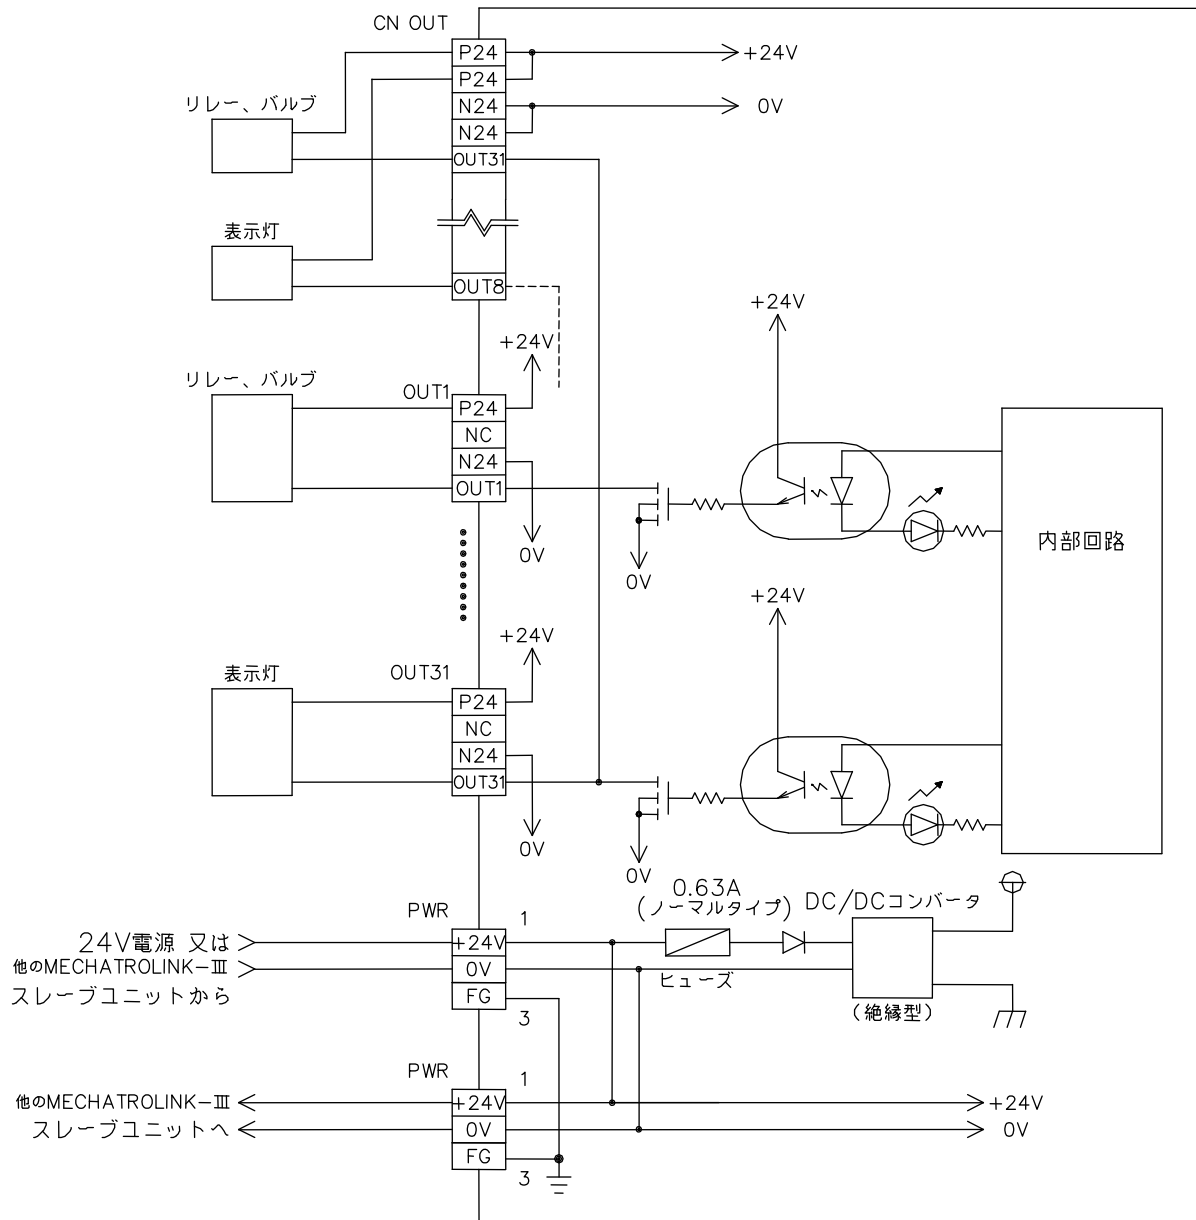 CN OUT
P24
+24V
P24
リレー、バルブ
N24
0V
N24
OUT31
表示灯
OUT8
+24V
+24V
リレー、バルブ
OUT1
P24
NC
N24
OUT1
0V
0V
内部回路
+24V
+24V
表示灯
OUT31
P24
NC
N24
OUT31
0V
0V
0.63A
(ノーマルタイプ)
DC/DCコンバータ
PWR
1
24V電源 又は
+24V
他のMECHATROLINK-Ⅲ
0V
ヒューズ
スレーブユニットから
FG
3
(絶縁型)
PWR
1
他のMECHATROLINK-Ⅲ
+24V
+24V
スレーブユニットへ
0V
0V
FG
3